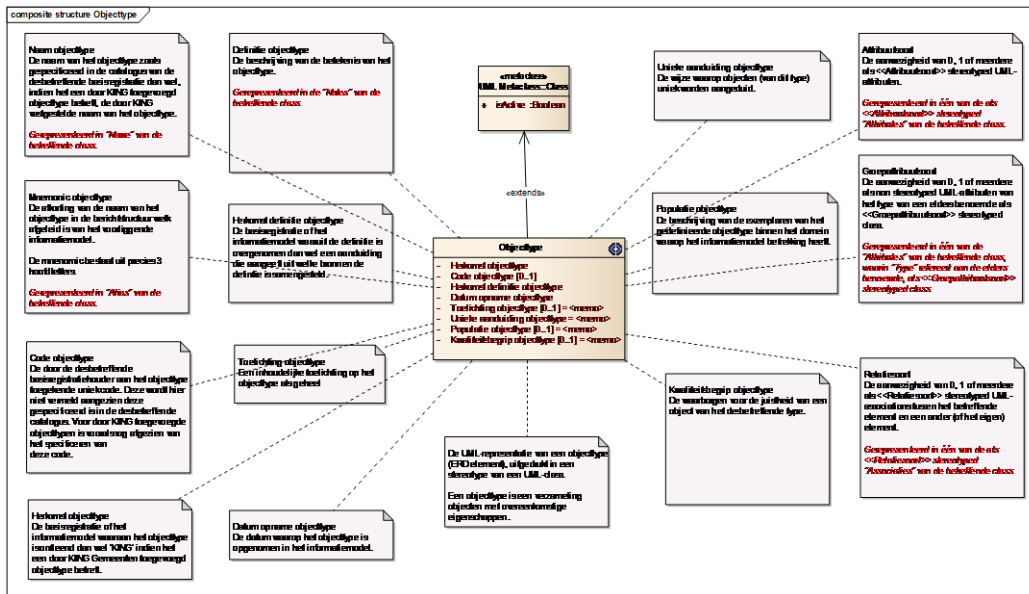 composite structure Objecttype
Naam objecttype
De naam van het objecttype zoals
gespecificeerd in de catalogus van de
desbetreffende basisregistratie dan wel,
indien het een door KING toegevoegd
objecttype betreft, de door KING
vastgestelde naam van het objecttype.
Gerepresenteerd in "Name" van de
betreffende class.
Definitie objecttype
De beschrijving van de betekenis van het
objecttype.
Gerepresenteerd in de "Notes" van de
betreffende class.
«metaclass»
UML Metaclass::Class
+ isActive :Boolean
Unieke aanduiding objecttype
De wijze waarop objecten (van dit type)
uniek worden aangeduid.
Attribuutsoort
De aanwezigheid van 0, 1 of meerdere
als <<Attribuutsoort>> stereotyped UML-
attributen.
Gerepresenteerd in één van de als
<<Attribuutsoort>> stereotyped
"Attributes" van de betreffende class.
Mnemonic objecttype
De afkorting van de naam van het
objecttype in de berichtstructuur welk
afgeleid is van het voorliggende
informatiemodel.
De mnemonic bestaat uit precies 3
hoofdletters.
Gerepresenteerd in "Alias" van de
betreffende class.
Herkomst definitie objecttype
De basisregistratie of het
informatiemodel waaruit de definitie is
overgenomen dan wel een aanduiding
die aangeeft uit welke bronnen de
definitie is samengesteld.
«extends»
Populatie objecttype
De beschrijving van de exemplaren van het
gedefinieerde objecttype binnen het domein
waarop het informatiemodel betrekking heeft.
Groepattribuutsoort
De aanwezigheid van 0, 1 of meerdere
als non stereotyped UML-attributen van
het type van een elders benoemde als
<<Groepattribuutsoort>> stereotyped
class.
Gerepresenteerd in één van de
"Attributes" van de betreffende class,
waarin "Type" refereert aan de elders
benoemde, als <<Groepattribuutsoort>>
stereotyped class
Objecttype
- Herkomst objecttype
- Code objecttype [0..1]
- Herkomst definitie objecttype
- Datum opname objecttype
- Toelichting objecttype [0..1] = <memo>
- Unieke aanduiding objecttype = <memo>
- Populatie objecttype [0..1] = <memo>
- Kwaliteitsbegrip objecttype [0..1] = <memo>
Code objecttype
De door de desbetreffende
basisregistratiehouder aan het objecttype
toegekende unieke code. Deze wordt hier
niet vermeld aangezien deze
gespecificeerd is in de desbetreffende
catalogus. Voor door KING toegevoegde
objecttypen is vooralsnog afgezien van
het specificeren van
deze code.
Toelichting objecttype
Een inhoudelijke toelichting op het
objecttype als geheel
Kwaliteitsbegrip objecttype
De waarborgen voor de juistheid van een
object van het desbetreffende type.
Relatiesoort
De aanwezigheid van 0, 1 of meerdere
als <<Relatiesoort>> stereotyped UML-
associations tussen het betreffende
element en een ander (of het eigen)
element.
Gerepresenteerd in één van de als
<<Relatiesoort>> stereotyped
"Associaties" van de betreffende class
De UML-representatie van een objecttype
(ERD element), uitgedrukt in een
stereotype van een UML-class.
Een objecttype is een verzameling
objecten met overeenkomstige
eigenschappen.
Herkomst objecttype
De basisregistratie of het
informatiemodel waaraan het objecttype
is ontleend dan wel 'KING' indien het
een door KING Gemeenten toegevoegd
objecttype betreft.
Datum opname objecttype
De datum waarop het objecttype is
opgenomen in het informatiemodel.